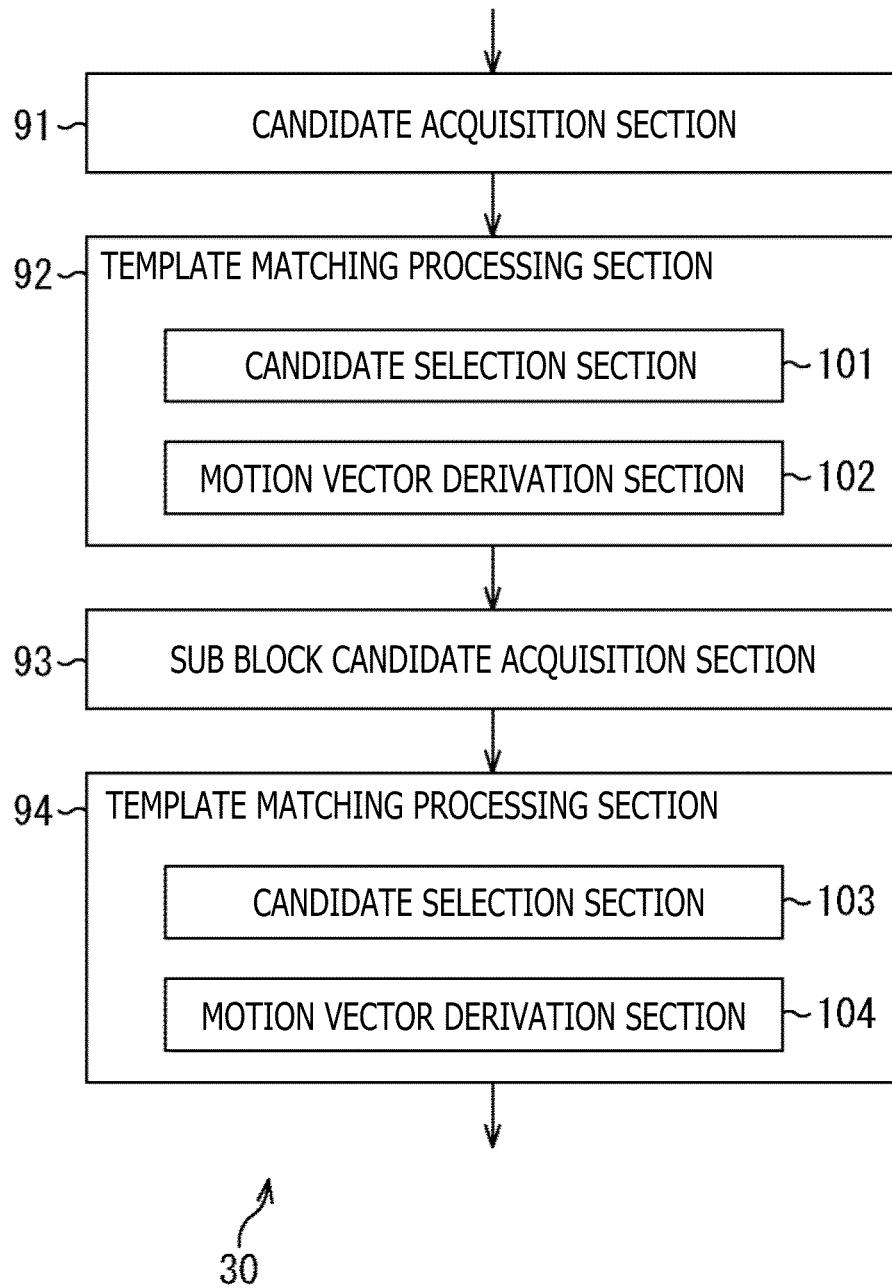 91
CANDIDATE ACQUISITION SECTION
92
TEMPLATE MATCHING PROCESSING SECTION
CANDIDATE SELECTION SECTION
101
MOTION VECTOR DERIVATION SECTION
102
93
SUB BLOCK CANDIDATE ACQUISITION SECTION
94
TEMPLATE MATCHING PROCESSING SECTION
CANDIDATE SELECTION SECTION
103
MOTION VECTOR DERIVATION SECTION
104
30